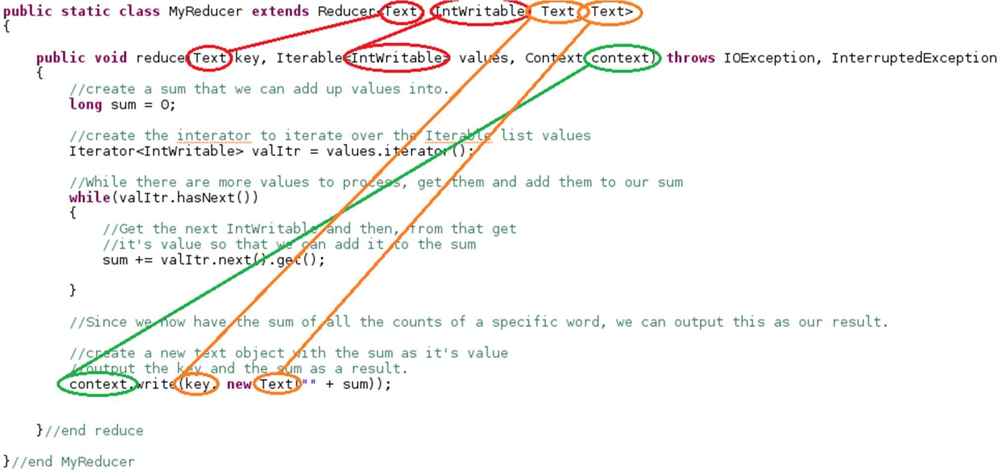 public static class MyReducer extends Reducer<Text, IntWritable, Text, Text>
{
public void reduce(Text key, Iterable<IntWritable> values, Context context) throws IOException, InterruptedException
{
//create a sum that we can add up values into.
long sum = 0;
//create the interator to iterate over the Iterable list values
Iterator<IntWritable> valItr = values.iterator();
//While there are more values to process, get them and add them to our sum
while(valItr.hasNext())
{
//Get the next IntWritable and then, from that get
//it's value so that we can add it to the sum
sum += valItr.next().get();
}
//Since we now have the sum of all the counts of a specific word, we can output this as our result.
//create a new text object with the sum as it's value
//output the key and the sum as a result.
context.write(key, new Text("" + sum));
}//end reduce
}//end MyReducer